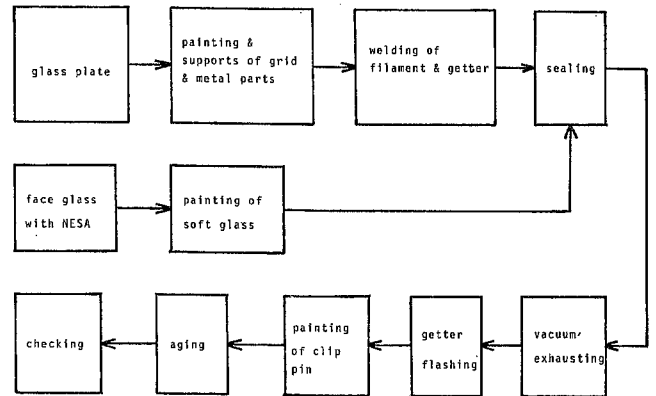 glass plate
painting &
supports of grid
& metal parts
welding of
filament & getter
sealing
face glass
with NESA
painting of
soft glass
checking
aging
painting
of clip
pin
getter
flashing
vacuum,
exhausting